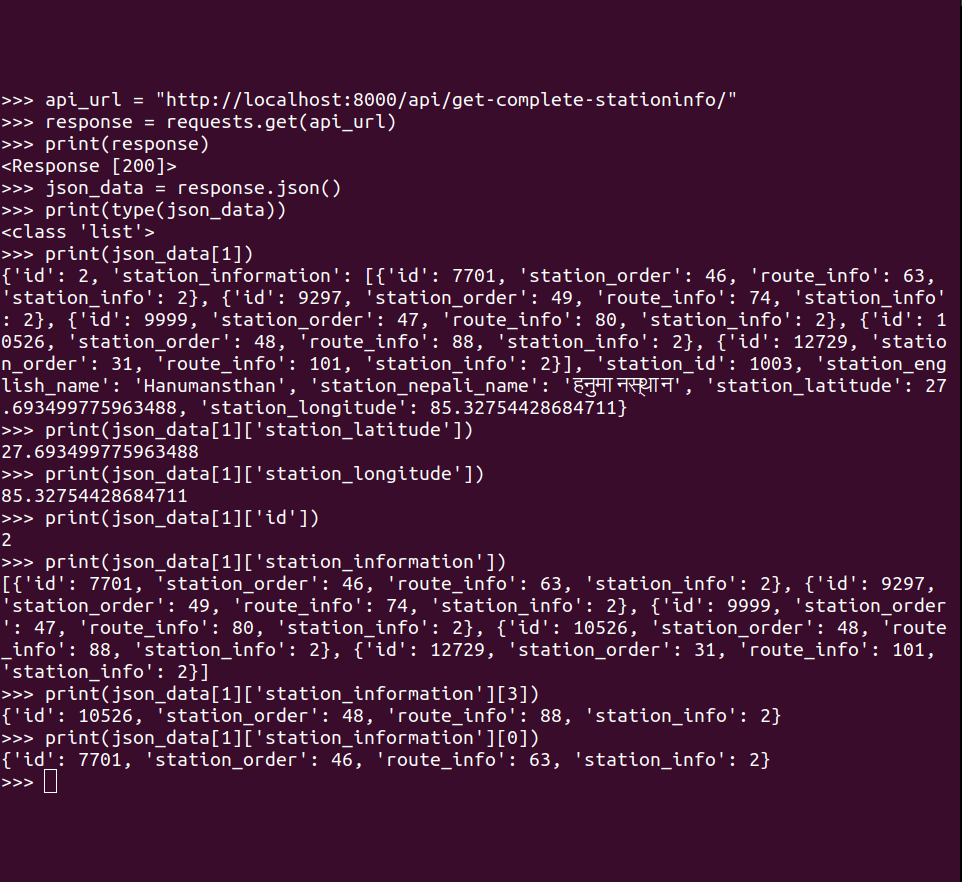 >>> api_url = "http://localhost:8000/api/get-complete-stationinfo/"
>>> response = requests.get(api_url)
>>> print(response)
<Response [200]>
>>> json_data = response.json()
>>> print(type(json_data))
<class 'list'>
>>> print(json_data[1])
{'id': 2, 'station_information': [{'id': 7701, 'station_order': 46, 'route_info': 63,
'station_info': 2}, {'id': 9297, 'station_order': 49, 'route_info': 74, 'station_info'
: 2}, {'id': 9999, 'station_order': 47, 'route_info': 80, 'station_info': 2}, {'id': 1
0526, 'station_order': 48, 'route_info': 88, 'station_info': 2}, {'id': 12729, 'statio
n_order': 31, 'route_info': 101, 'station_info': 2}], 'station_id': 1003, 'station_eng
lish_name': 'Hanumansthan', 'station_nepali_name': 'हनुमानस्थान', 'station_latitude': 27
.693499775963488, 'station_longitude': 85.32754428684711}
>>> print(json_data[1]['station_latitude'])
27.693499775963488
>>> print(json_data[1]['station_longitude'])
85.32754428684711
>>> print(json_data[1]['id'])
2
>>> print(json_data[1]['station_information'])
[{'id': 7701, 'station_order': 46, 'route_info': 63, 'station_info': 2}, {'id': 9297,
'station_order': 49, 'route_info': 74, 'station_info': 2}, {'id': 9999, 'station_order
': 47, 'route_info': 80, 'station_info': 2}, {'id': 10526, 'station_order': 48, 'route
_info': 88, 'station_info': 2}, {'id': 12729, 'station_order': 31, 'route_info': 101,
'station_info': 2}]
>>> print(json_data[1]['station_information'][3])
{'id': 10526, 'station_order': 48, 'route_info': 88, 'station_info': 2}
>>> print(json_data[1]['station_information'][0])
{'id': 7701, 'station_order': 46, 'route_info': 63, 'station_info': 2}
>>>